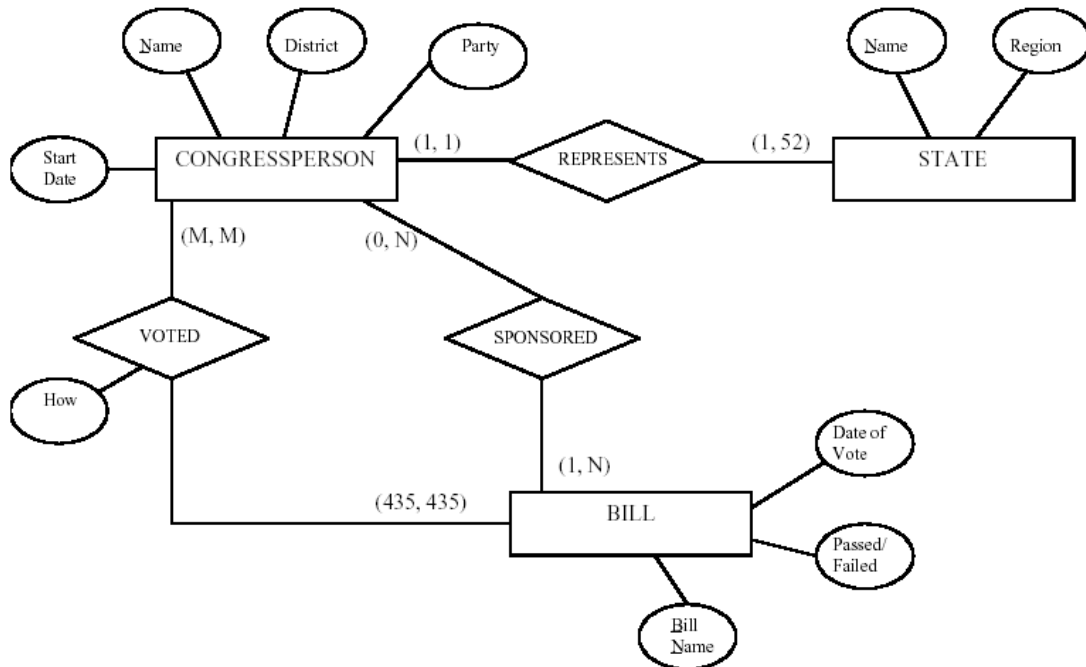 Name
District
Party
Name
Region
Start
Date
CONGRESSPERSON
(1, 1)
REPRESENTS
(1, 52)
STATE
(M, M)
(0, N)
VOTED
SPONSORED
How
(1, N)
Date of
Vote
(435, 435)
BILL
Passed/
Failed
Bill
Name